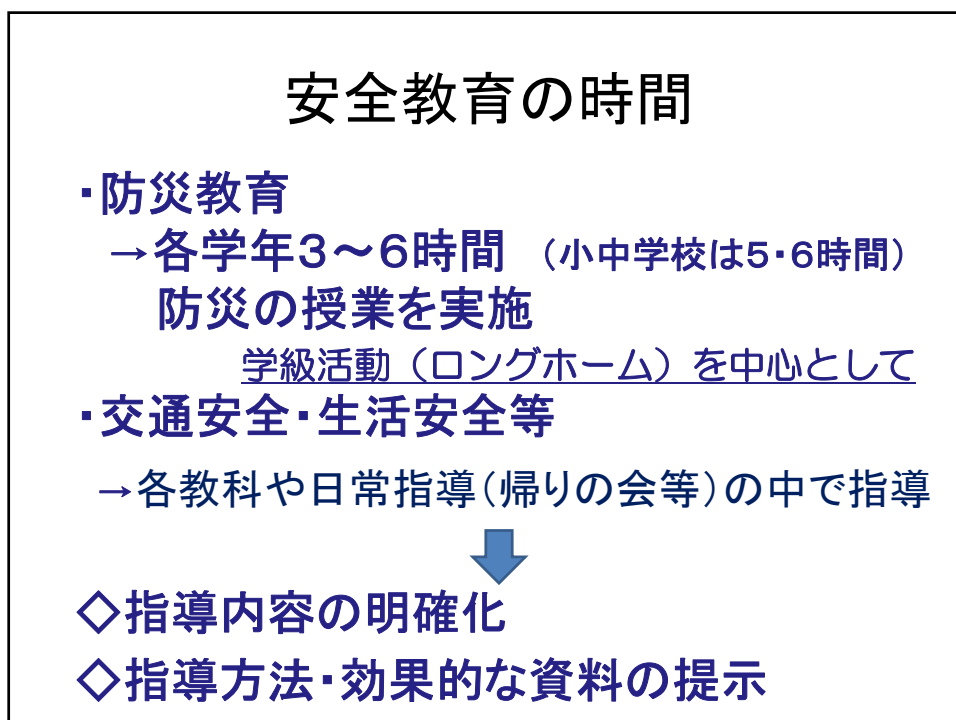 安全教育の時間
・防災教育
→各学年3～6時間 （小中学校は5・6時間）
防災の授業を実施
学級活動（ロングホーム）を中心として
・交通安全・生活安全等
→各教科や日常指導（帰りの会等）の中で指導
◇指導内容の明確化
◇指導方法・効果的な資料の提示